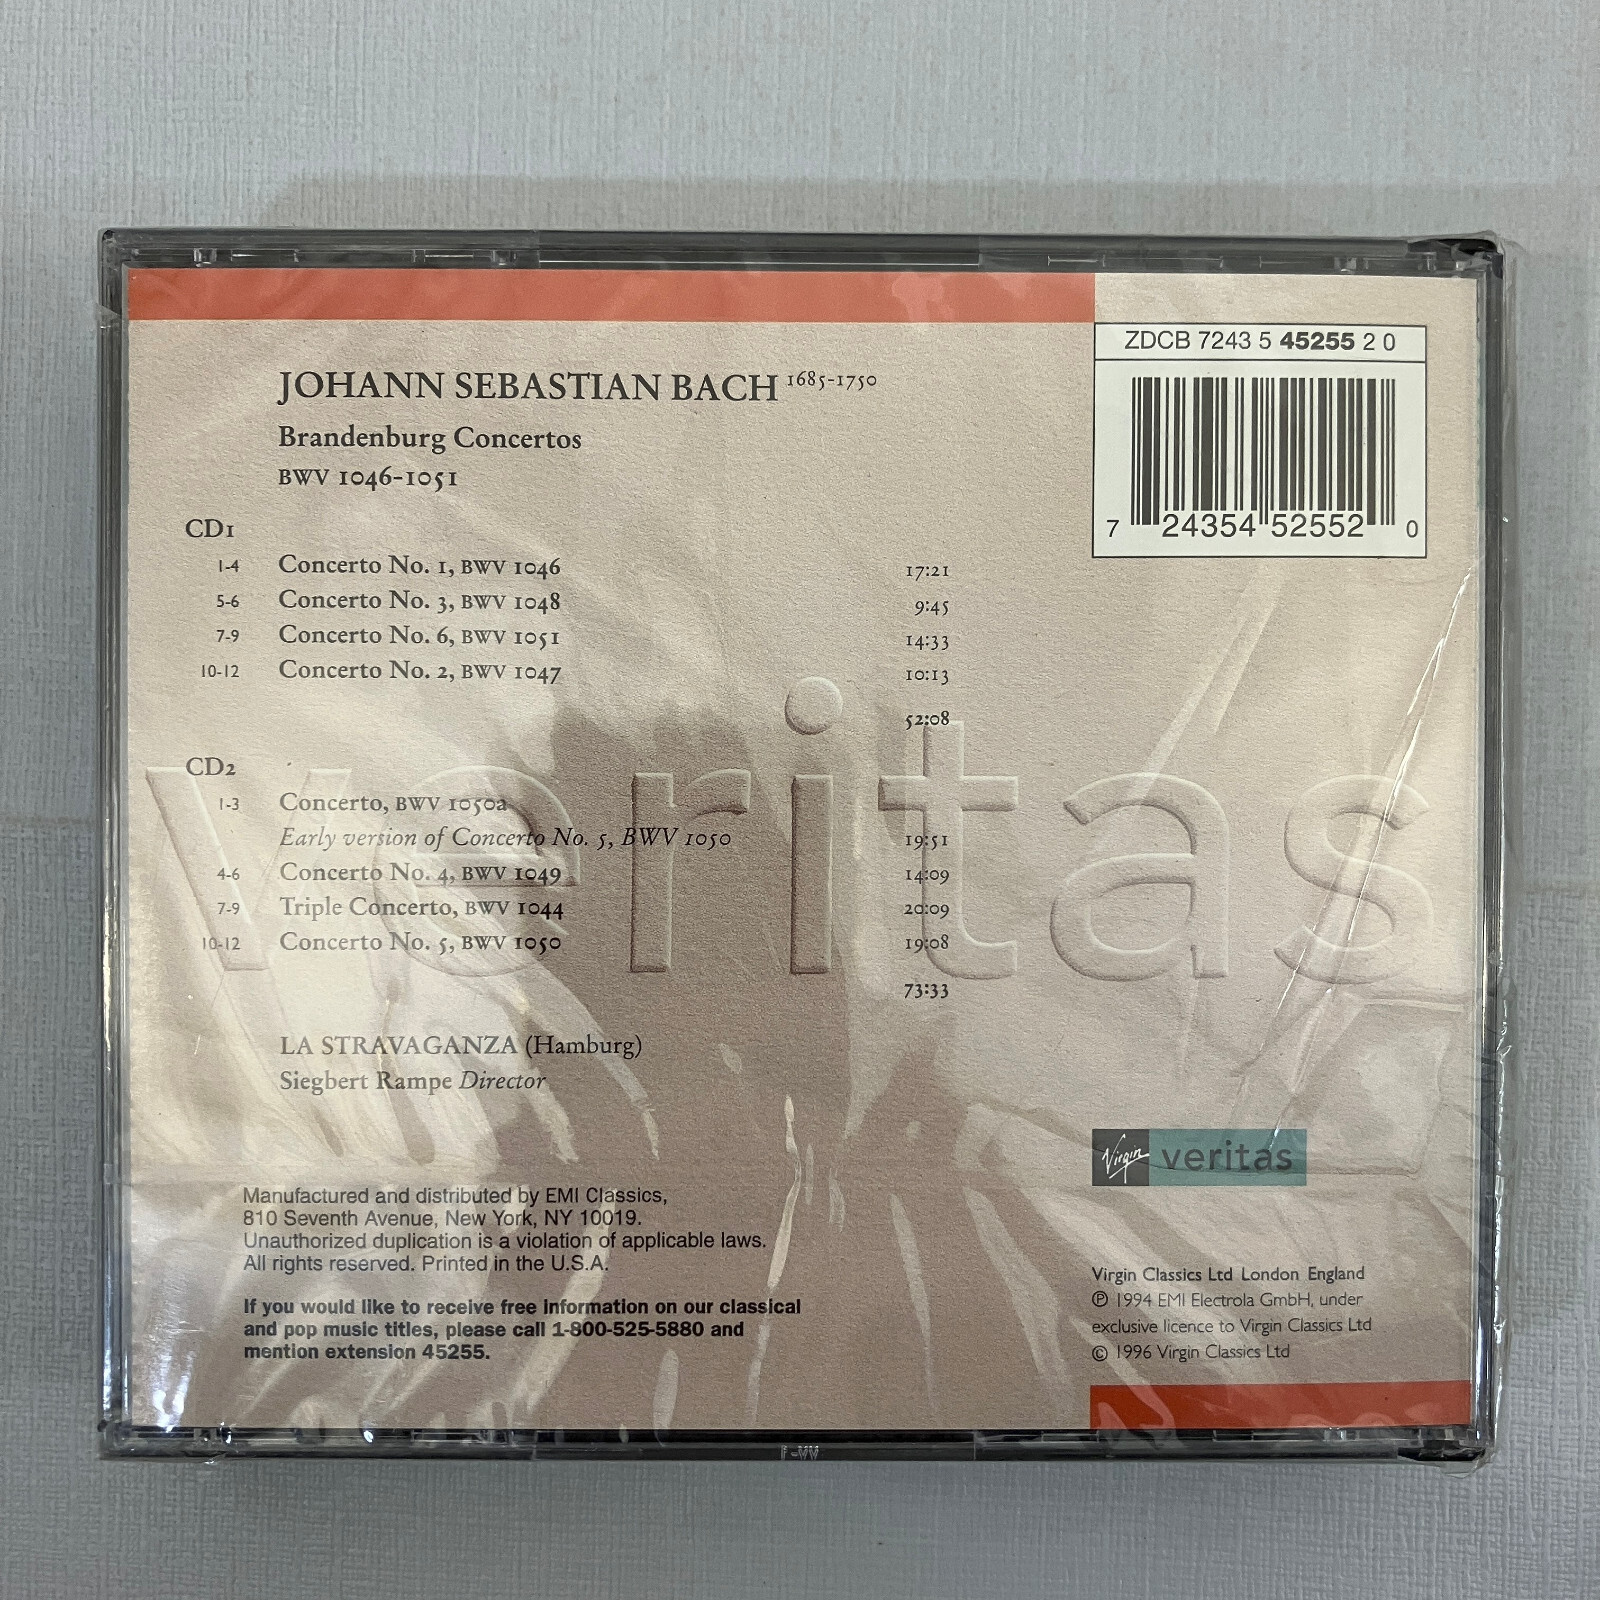 ZDCB 7243 5 45255 2 0
7 24354 52552 0
JOHANN SEBASTIAN BACH 1685-1750
Brandenburg Concertos
BWV 1046-1051
CD1
1-4 Concerto No. 1, BWV 1046 17:21
5-6 Concerto No. 3, BWV 1048 9:45
7-9 Concerto No. 6, BWV 1051 14:33
10-12 Concerto No. 2, BWV 1047 10:13
52:08
veritas
CD2
1-3 Concerto, BWV 1050a
Early version of Concerto No. 5, BWV 1050 19:51
4-6 Concerto No. 4, BWV 1049 14:09
7-9 Triple Concerto, BWV 1044 20:09
10-12 Concerto No. 5, BWV 1050 19:08
73:33
LA STRAVAGANZA (Hamburg)
Siegbert Rampe Director
Virgin veritas
Manufactured and distributed by EMI Classics,
810 Seventh Avenue, New York, NY 10019.
Unauthorized duplication is a violation of applicable laws.
All rights reserved. Printed in the U.S.A.
If you would like to receive free information on our classical
and pop music titles, please call 1-800-525-5880 and
mention extension 45255.
Virgin Classics Ltd London England
℗ 1994 EMI Electrola GmbH, under
exclusive licence to Virgin Classics Ltd
© 1996 Virgin Classics Ltd